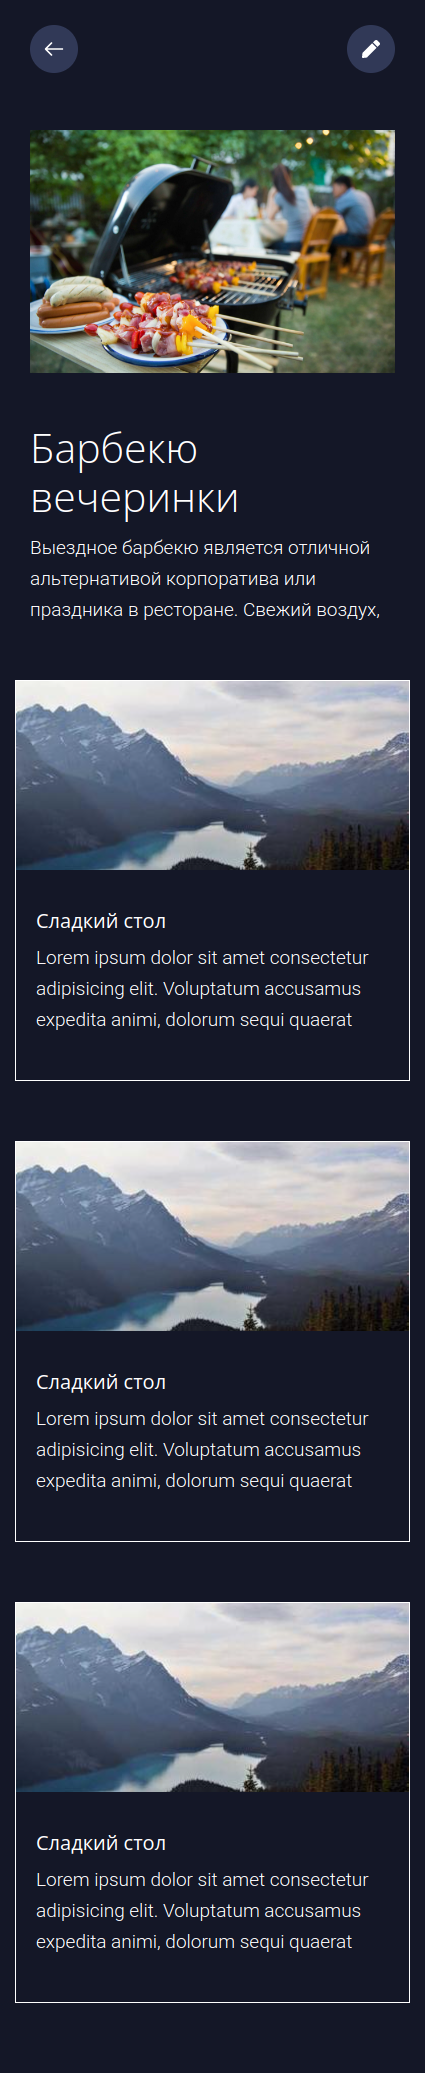 Барбекю
вечеринки
Выездное барбекю является отличной
альтернативой корпоратива или
праздника в ресторане. Свежий воздух,
Сладкий стол
Lorem ipsum dolor sit amet consectetur
adipisicing elit. Voluptatum accusamus
expedita animi, dolorum sequi quaerat
Сладкий стол
Lorem ipsum dolor sit amet consectetur
adipisicing elit. Voluptatum accusamus
expedita animi, dolorum sequi quaerat
Сладкий стол
Lorem ipsum dolor sit amet consectetur
adipisicing elit. Voluptatum accusamus
expedita animi, dolorum sequi quaerat